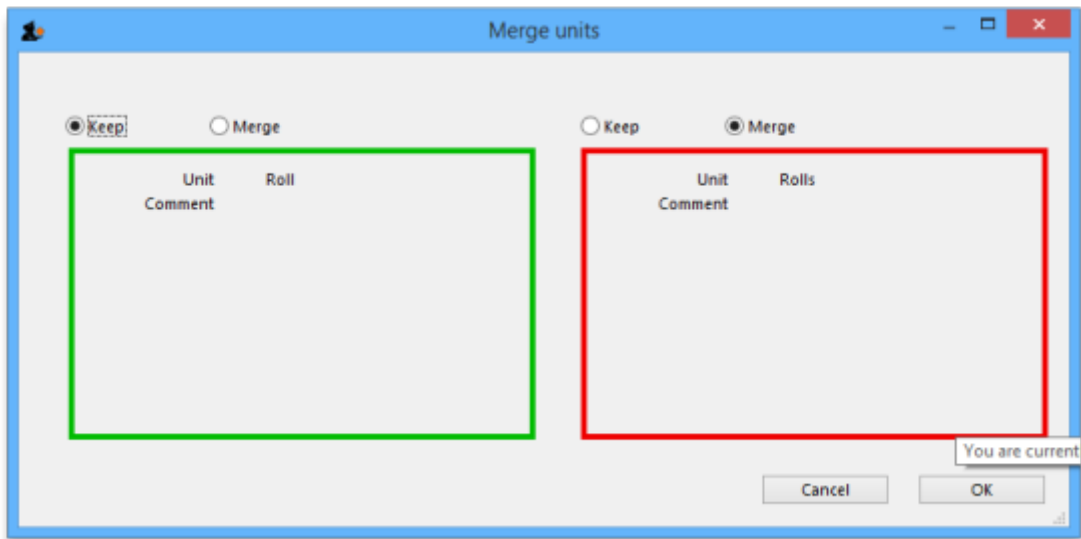 Merge units
Keep Merge Keep Merge
Unit Roll Unit Rolls
Comment Comment
You are current
Cancel OK